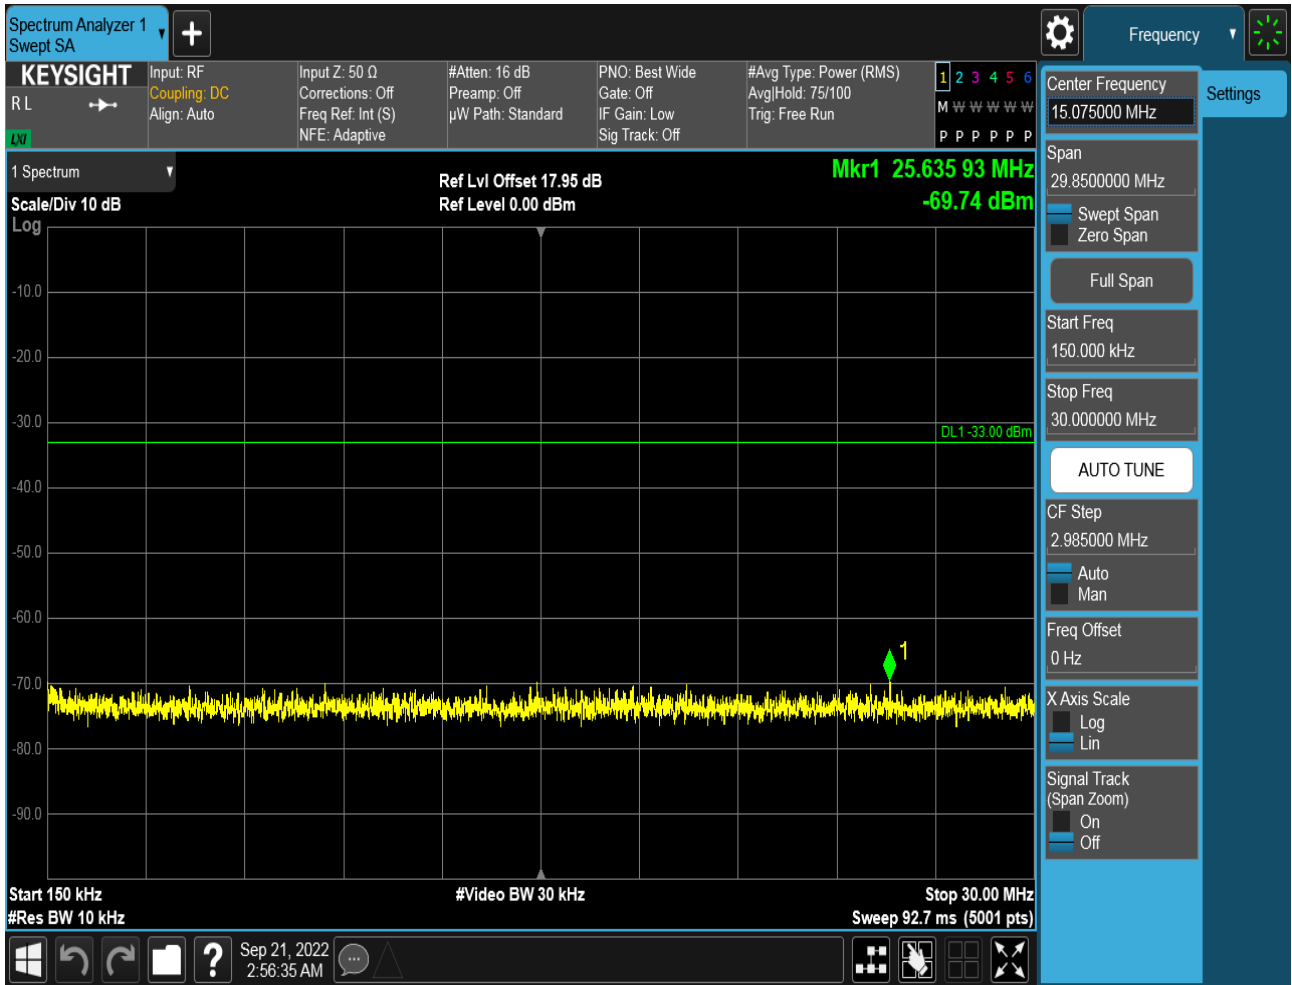 Spectrum Analyzer 1
Swept SA
Frequency
KEYSIGHT
R L
LXI
Input: RF
Coupling: DC
Align: Auto
Input Z: 50 Ω
Corrections: Off
Freq Ref: Int (S)
NFE: Adaptive
#Atten: 16 dB
Preamp: Off
µW Path: Standard
PNO: Best Wide
Gate: Off
IF Gain: Low
Sig Track: Off
#Avg Type: Power (RMS)
Avg|Hold: 75/100
Trig: Free Run
1 2 3 4 5 6
M W W W W W
P P P P P P
1 Spectrum
Scale/Div 10 dB
Log
Ref Lvl Offset 17.95 dB
Ref Level 0.00 dBm
Mkr1 25.635 93 MHz
-69.74 dBm
-10.0
-20.0
-30.0
DL1 -33.00 dBm
-40.0
-50.0
-60.0
1
-70.0
-80.0
-90.0
Start 150 kHz
#Res BW 10 kHz
#Video BW 30 kHz
Stop 30.00 MHz
Sweep 92.7 ms (5001 pts)
Sep 21, 2022
2:56:35 AM
?
Center Frequency
15.075000 MHz
Settings
Span
29.8500000 MHz
Swept Span
Zero Span
Full Span
Start Freq
150.000 kHz
Stop Freq
30.000000 MHz
AUTO TUNE
CF Step
2.985000 MHz
Auto
Man
Freq Offset
0 Hz
X Axis Scale
Log
Lin
Signal Track
(Span Zoom)
On
Off